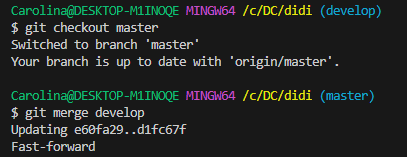 Carolina@DESKTOP-M1INOQE MINGW64 /c/DC/didi (develop)
$ git checkout master
Switched to branch 'master'
Your branch is up to date with 'origin/master'.
Carolina@DESKTOP-M1INOQE MINGW64 /c/DC/didi (master)
$ git merge develop
Updating e60fa29..d1fc67f
Fast-forward